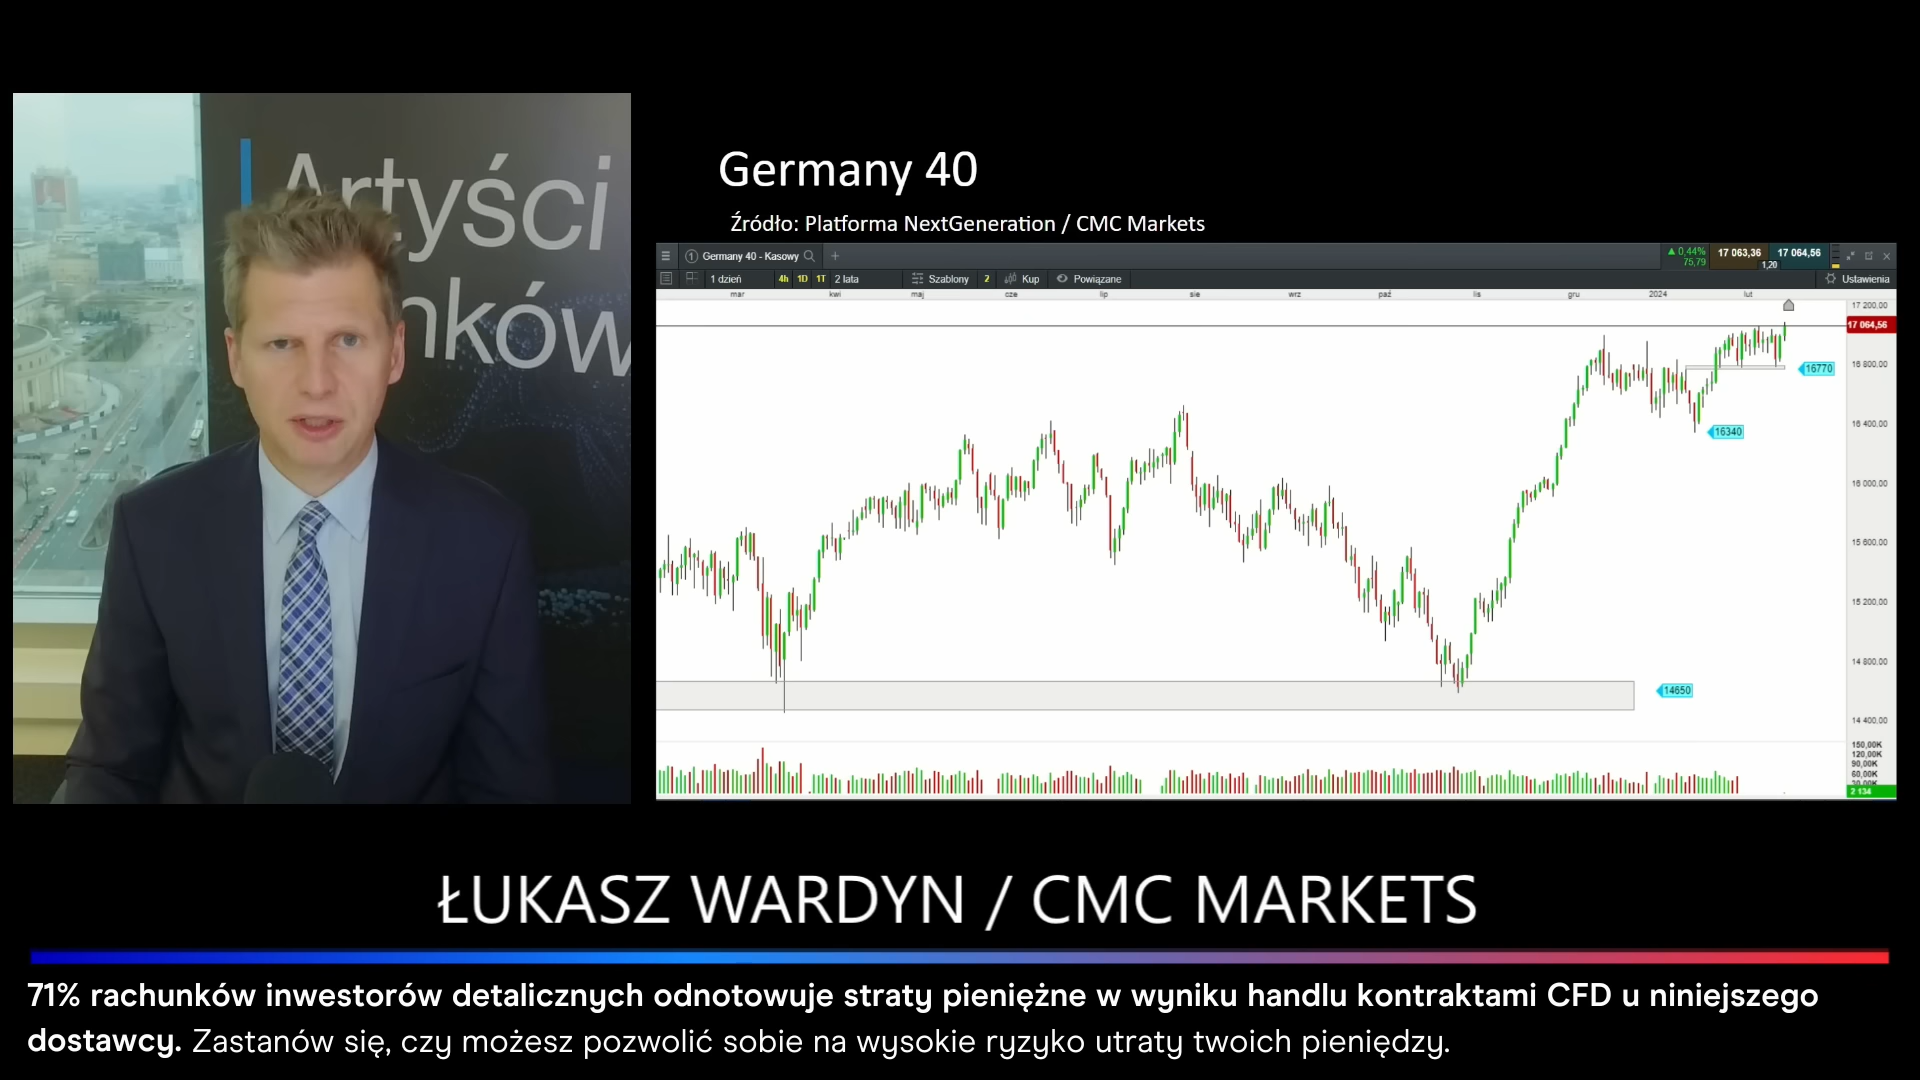 Artyści
nków
Germany 40
Źródło: Platforma NextGeneration / CMC Markets
1 Germany 40 - Kasowy +
0,44%
75,79
17 063,36
17 064,56
1,20
1 dzień 4h 1D 1T 2 lata Szablony 2 Kup Powiązane Ustawienia
mar kwi maj cze lip sie wrz paź lis gru 2024 lut
17 200,00
17 064,56
16 800,00
16770
16340
16 400,00
16 000,00
15 600,00
15 200,00
14 800,00
14650
14 400,00
150,00K
120,00K
90,00K
60,00K
30,00K
2 134
ŁUKASZ WARDYN / CMC MARKETS
71% rachunków inwestorów detalicznych odnotowuje straty pieniężne w wyniku handlu kontraktami CFD u niniejszego
dostawcy. Zastanów się, czy możesz pozwolić sobie na wysokie ryzyko utraty twoich pieniędzy.